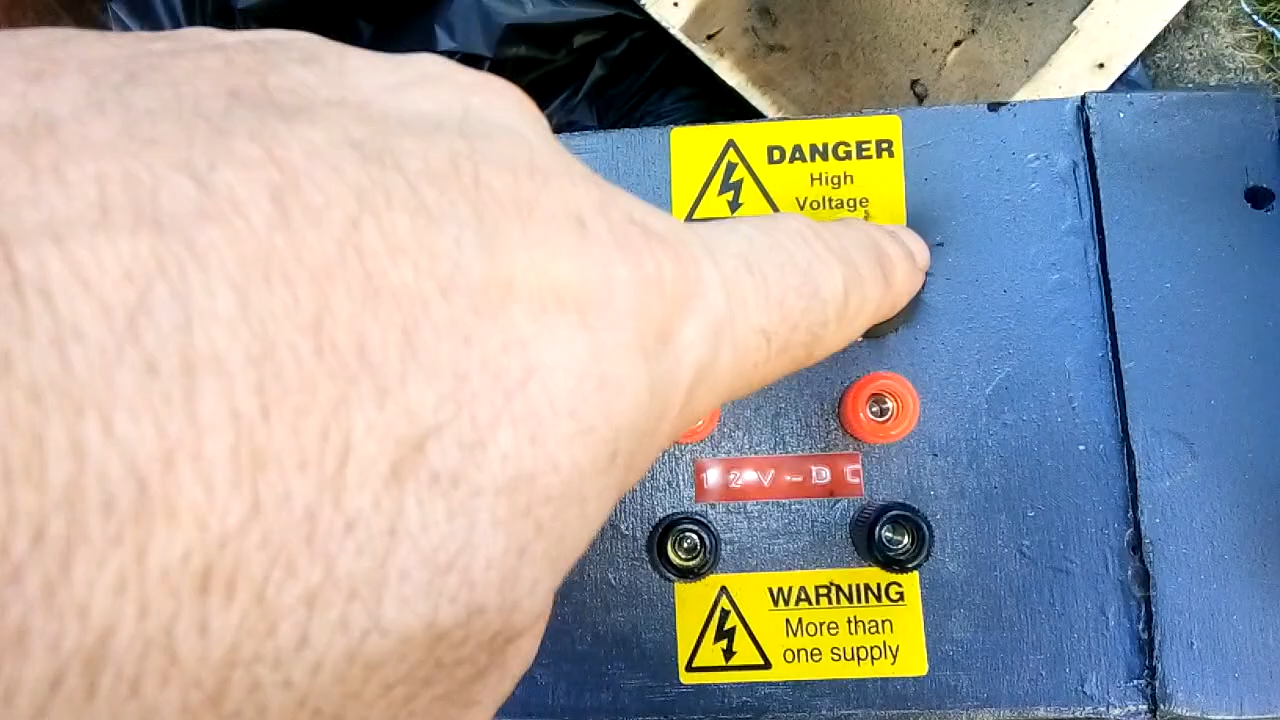 DANGER
High
Voltage
12V-DC
WARNING
More than
one supply